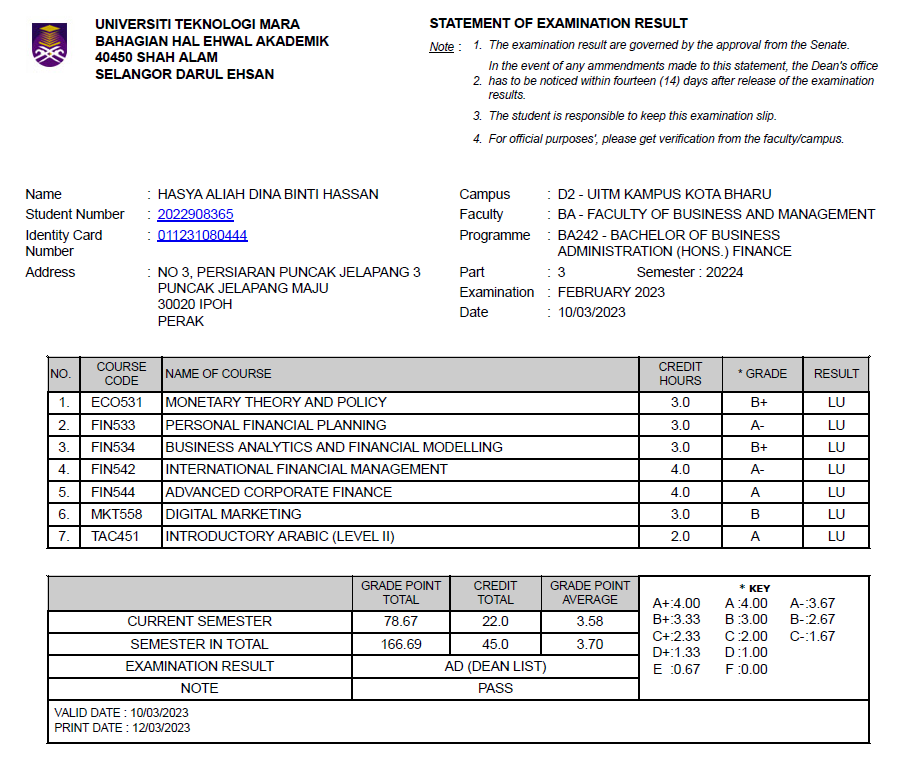 UNIVERSITI TEKNOLOGI MARA
BAHAGIAN HAL EHWAL AKADEMIK
40450 SHAH ALAM
SELANGOR DARUL EHSAN
STATEMENT OF EXAMINATION RESULT
Note : 1. The examination result are governed by the approval from the Senate.
In the event of any ammendments made to this statement, the Dean's office
2. has to be noticed within fourteen (14) days after release of the examination
results.
3. The student is responsible to keep this examination slip.
4. For official purposes', please get verification from the faculty/campus.
Name : HASYA ALIAH DINA BINTI HASSAN
Student Number : 2022908365
Identity Card : 011231080444
Number
Address : NO 3, PERSIARAN PUNCAK JELAPANG 3
PUNCAK JELAPANG MAJU
30020 IPOH
PERAK
Campus : D2 - UITM KAMPUS KOTA BHARU
Faculty : BA - FACULTY OF BUSINESS AND MANAGEMENT
Programme : BA242 - BACHELOR OF BUSINESS
ADMINISTRATION (HONS.) FINANCE
Part : 3 Semester : 20224
Examination : FEBRUARY 2023
Date : 10/03/2023
NO. COURSE CODE NAME OF COURSE CREDIT HOURS * GRADE RESULT
1. ECO531 MONETARY THEORY AND POLICY 3.0 B+ LU
2. FIN533 PERSONAL FINANCIAL PLANNING 3.0 A- LU
3. FIN534 BUSINESS ANALYTICS AND FINANCIAL MODELLING 3.0 B+ LU
4. FIN542 INTERNATIONAL FINANCIAL MANAGEMENT 4.0 A- LU
5. FIN544 ADVANCED CORPORATE FINANCE 4.0 A LU
6. MKT558 DIGITAL MARKETING 3.0 B LU
7. TAC451 INTRODUCTORY ARABIC (LEVEL II) 2.0 A LU
GRADE POINT TOTAL CREDIT TOTAL GRADE POINT AVERAGE
CURRENT SEMESTER 78.67 22.0 3.58
SEMESTER IN TOTAL 166.69 45.0 3.70
EXAMINATION RESULT AD (DEAN LIST)
NOTE PASS
* KEY
A+:4.00 A :4.00 A-:3.67
B+:3.33 B :3.00 B-:2.67
C+:2.33 C :2.00 C-:1.67
D+:1.33 D :1.00
E :0.67 F :0.00
VALID DATE : 10/03/2023
PRINT DATE : 12/03/2023